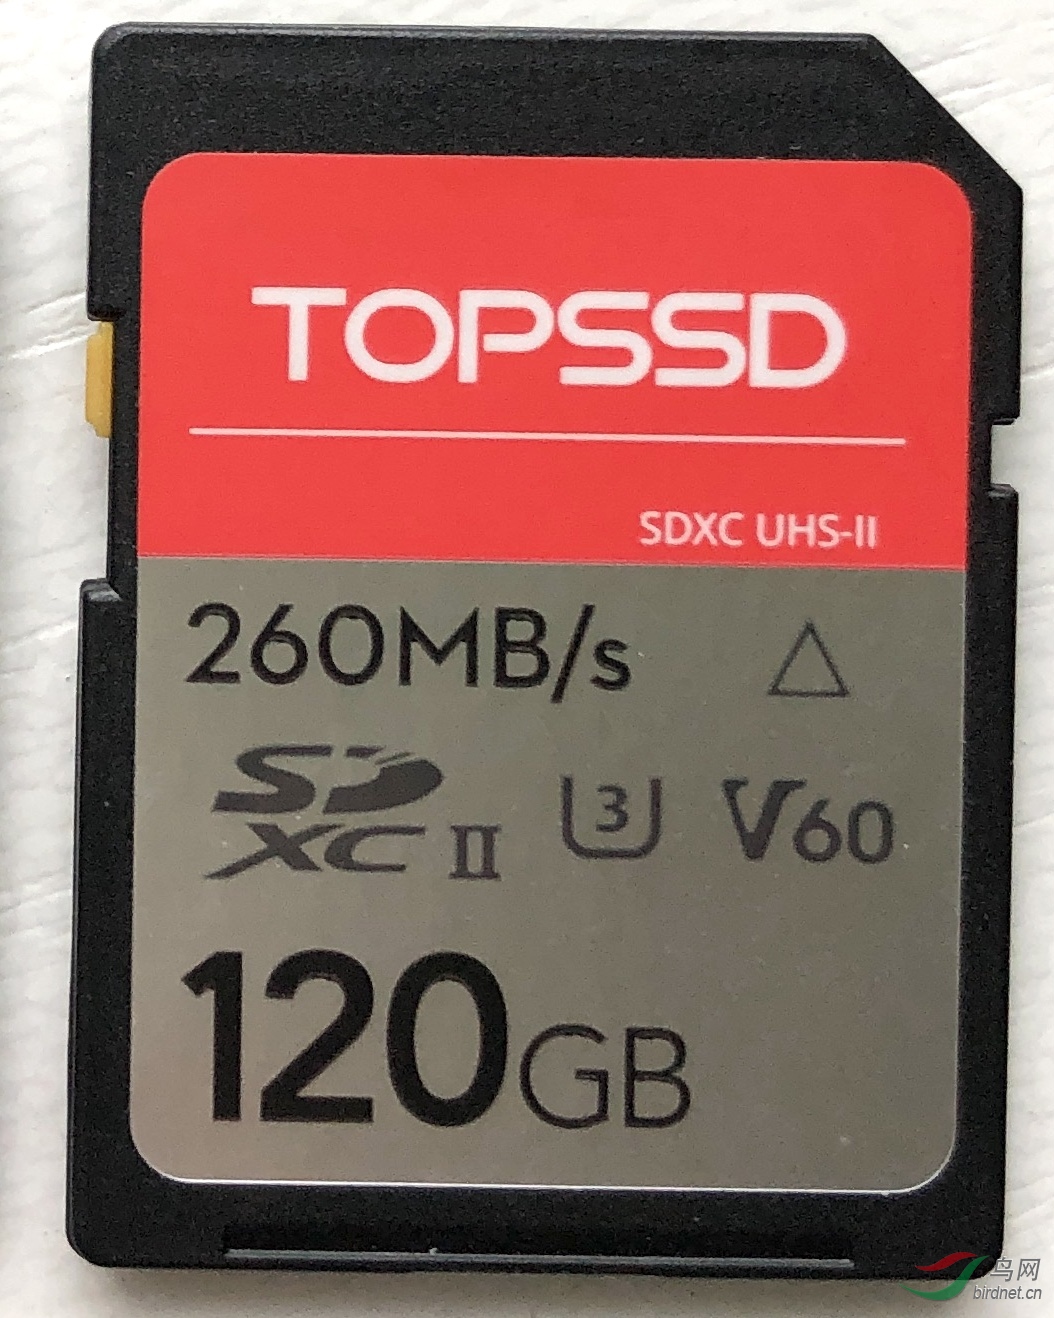 TOPSSD
SDXC UHS-II
260MB/s
SD XC II 3 V60
120GB
鸟网
birdnet.cn